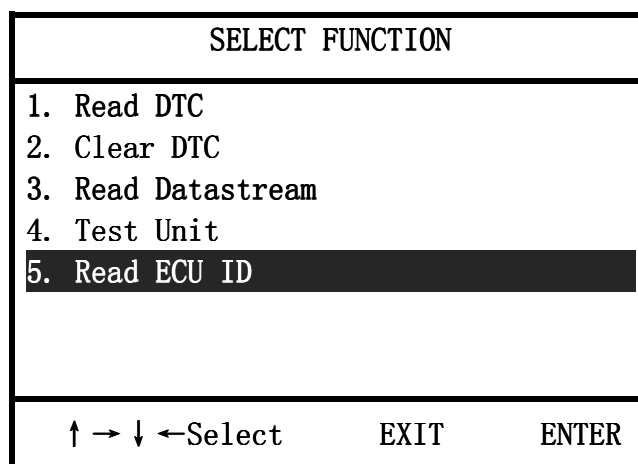 SELECT FUNCTION
1. Read DTC
2. Clear DTC
3. Read Datastream
4. Test Unit
5. Read ECU ID
↑→↓←Select EXIT ENTER